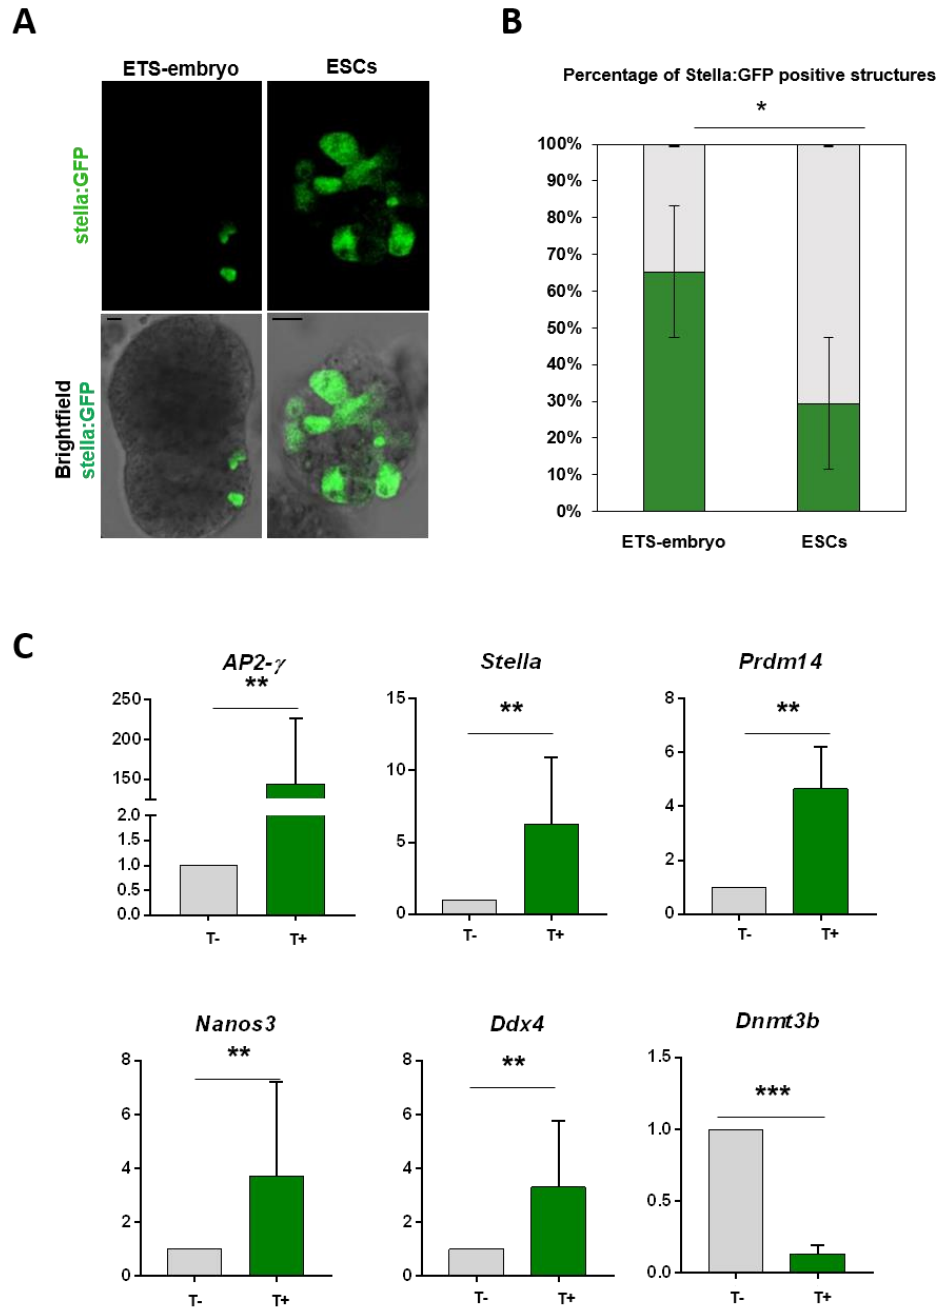 A
ETS-embryo ESCs
stella:GFP
Brightfield
stella:GFP
B
Percentage of Stella:GFP positive structures
*
100%
90%
80%
70%
60%
50%
40%
30%
20%
10%
0%
ETS-embryo ESCs
C
AP2-γ
**
250
200
150
2.0
1.5
1.0
0.5
0.0
T- T+
Stella
**
15
10
5
0
T- T+
Prdm14
**
8
6
4
2
0
T- T+
Nanos3
**
8
6
4
2
0
T- T+
Ddx4
**
8
6
4
2
0
T- T+
Dnmt3b
***
1.5
1.0
0.5
0.0
T- T+